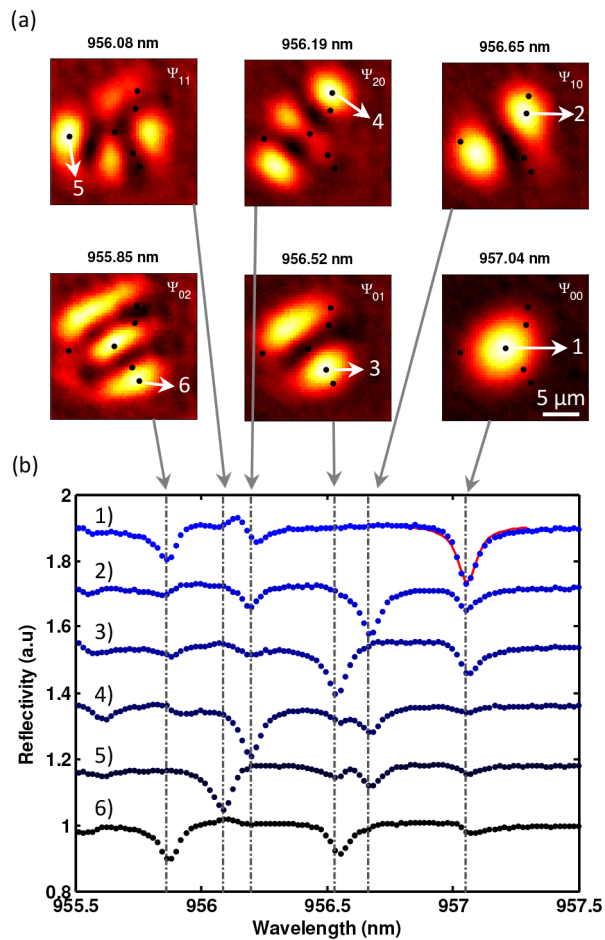 (a)
956.08 nm 956.19 nm 956.65 nm
Ψ11 Ψ20 Ψ10
5 4 2
955.85 nm 956.52 nm 957.04 nm
Ψ02 Ψ01 Ψ00
6 3 1
5 μm
(b)
2
1.8
1.6
1.4
1.2
1
0.8
Reflectivity (a.u)
1)
2)
3)
4)
5)
6)
955.5 956 956.5 957 957.5
Wavelength (nm)